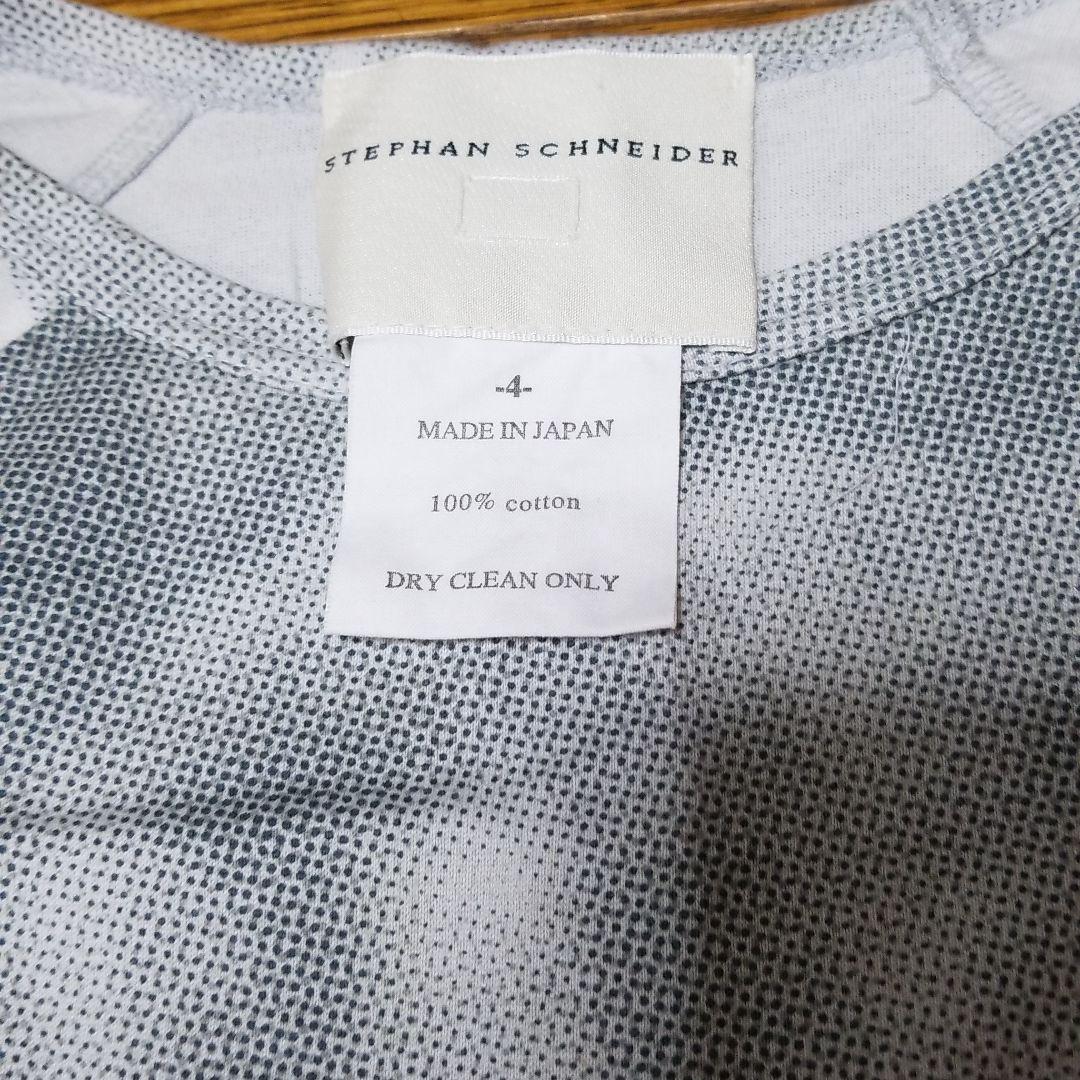 STEPHAN SCHNEIDER
-4-
MADE IN JAPAN
100% cotton
DRY CLEAN ONLY